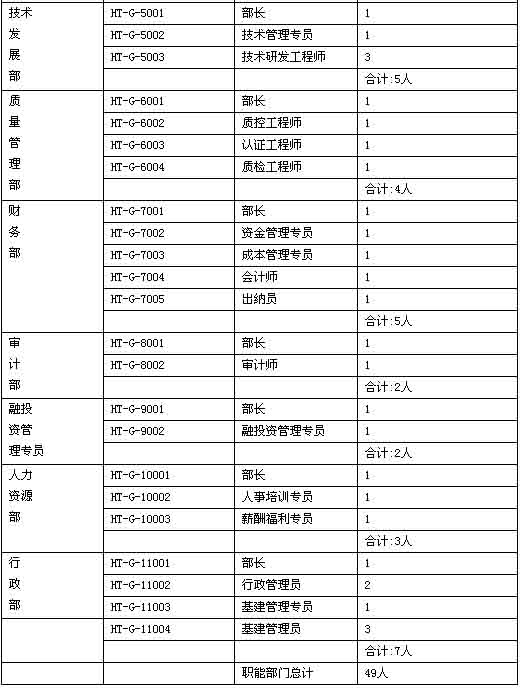 技术 HT-G-5001 部长 1
发 HT-G-5002 技术管理专员 1
展 HT-G-5003 技术研发工程师 3
部 合计:5人
质 HT-G-6001 部长 1
量 HT-G-6002 质控工程师 1
管 HT-G-6003 认证工程师 1
理 HT-G-6004 质检工程师 1
部 合计:4人
财 HT-G-7001 部长 1
务 HT-G-7002 资金管理专员 1
部 HT-G-7003 成本管理专员 1
HT-G-7004 会计师 1
HT-G-7005 出纳员 1
合计:5人
审 HT-G-8001 部长 1
计 HT-G-8002 审计师 1
部 合计:2人
融投 HT-G-9001 部长 1
资管 HT-G-9002 融投资管理专员 1
理专员 合计:2人
人力 HT-G-10001 部长 1
资源 HT-G-10002 人事培训专员 1
部 HT-G-10003 薪酬福利专员 1
合计:3人
行 HT-G-11001 部长 1
政 HT-G-11002 行政管理员 2
部 HT-G-11003 基建管理专员 1
HT-G-11004 基建管理员 3
合计:7人
职能部门总计 49人